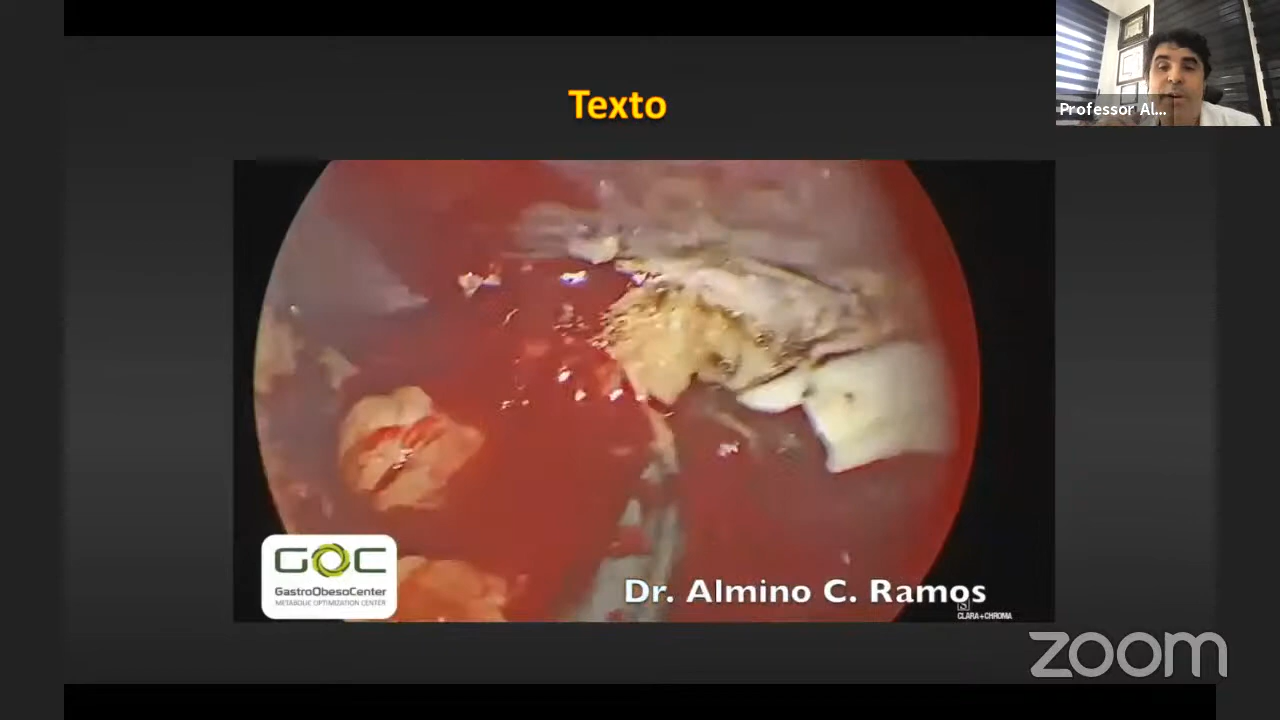 Texto
Professor Al...
GOC
GastroObesoCenter
METABOLIC OPTIMIZATION CENTER
Dr. Almino C. Ramos
S
CLARA+CHROMA
zoom